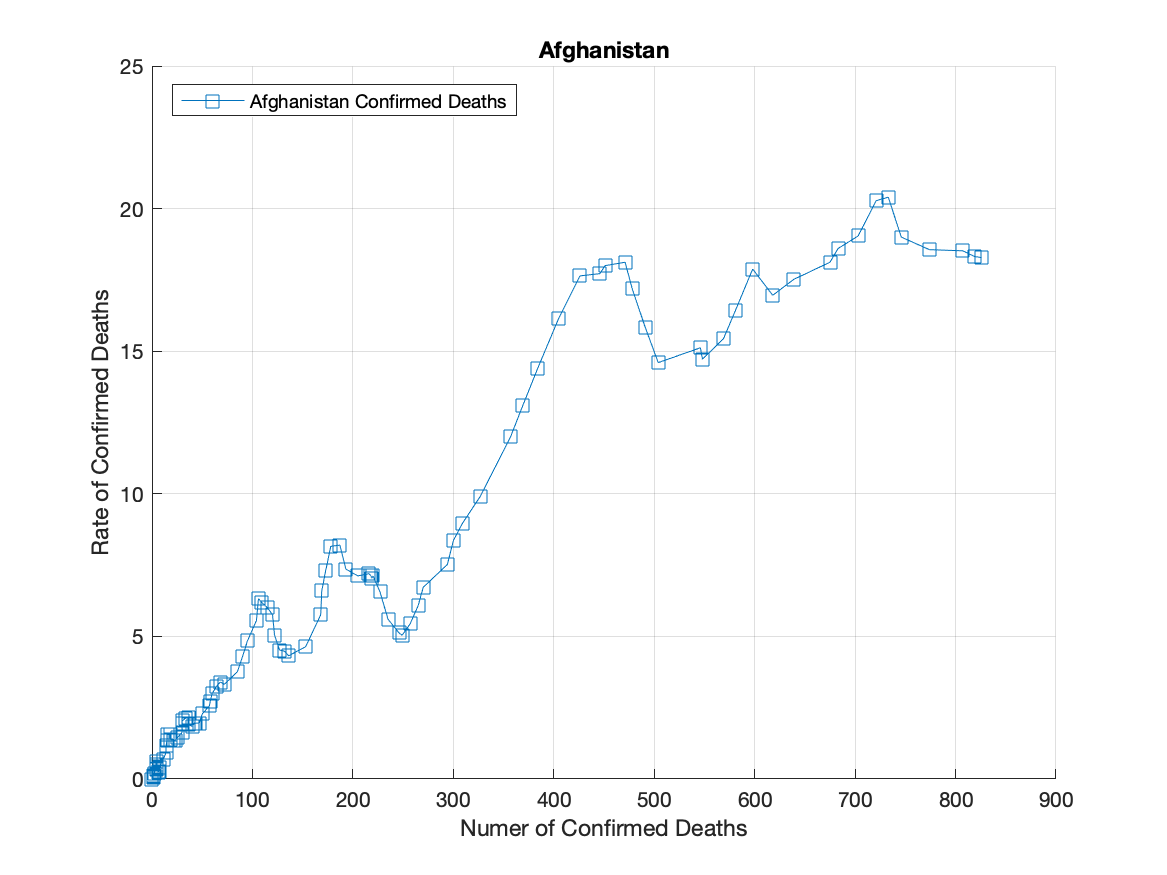 Afghanistan
Afghanistan Confirmed Deaths
25
20
15
10
5
0
Rate of Confirmed Deaths
0 100 200 300 400 500 600 700 800 900
Numer of Confirmed Deaths